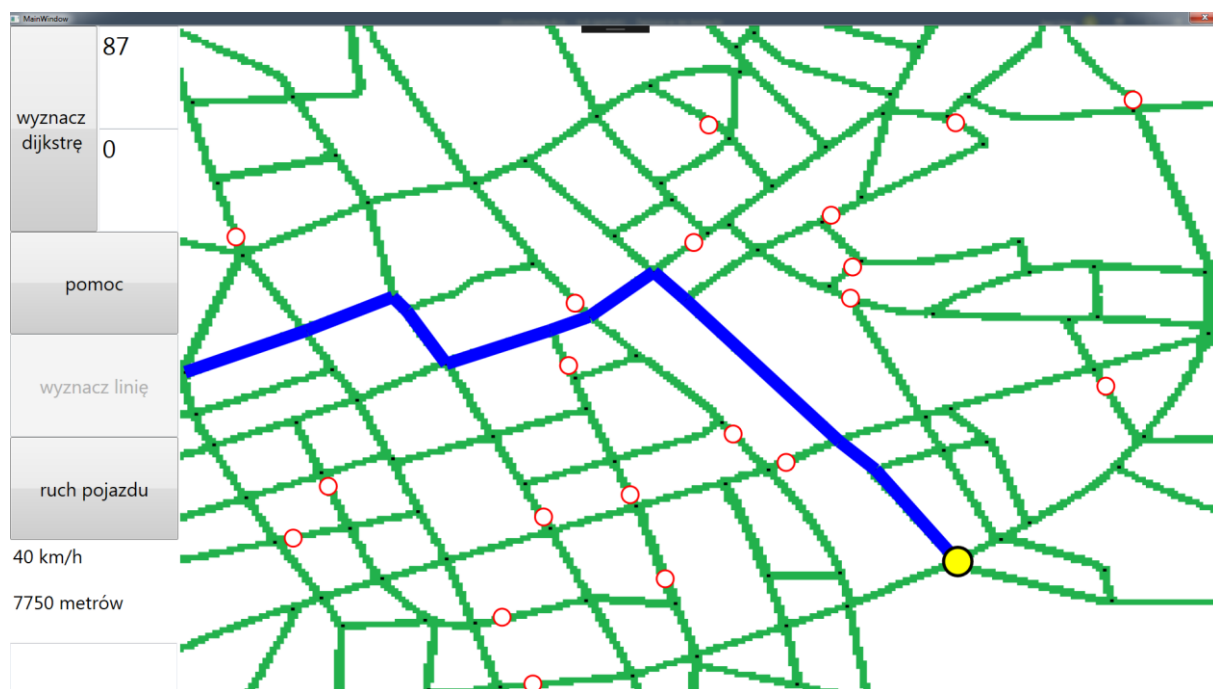 MainWindow
87
wyznacz
dijkstrę
0
pomoc
wyznacz linię
ruch pojazdu
40 km/h
7750 metrów